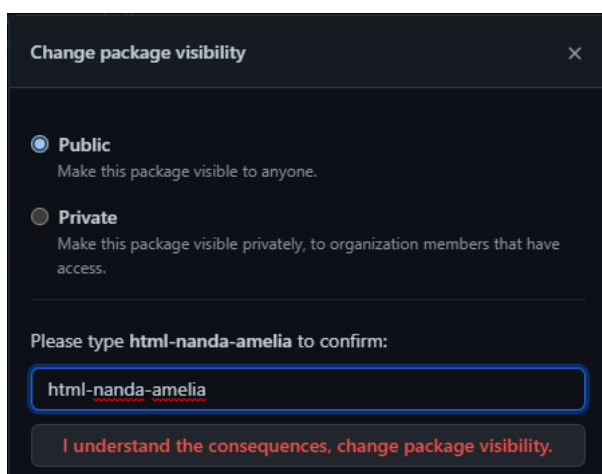 Change package visibility
Public
Make this package visible to anyone.
Private
Make this package visible privately, to organization members that have
access.
Please type html-nanda-amelia to confirm:
html-nanda-amelia
I understand the consequences, change package visibility.